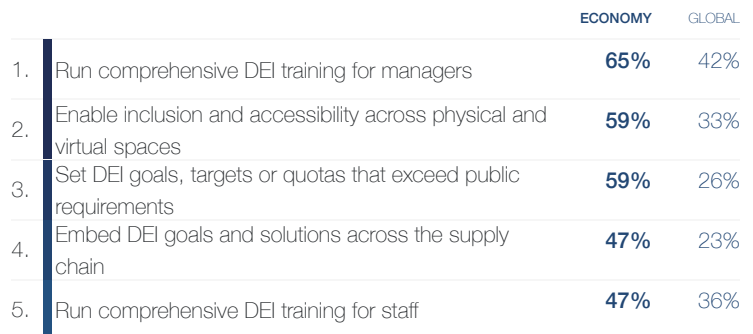 ECONOMY GLOBAL
1. Run comprehensive DEI training for managers 65% 42%
2. Enable inclusion and accessibility across physical and 59% 33%
virtual spaces
3. Set DEI goals, targets or quotas that exceed public 59% 26%
requirements
4. Embed DEI goals and solutions across the supply 47% 23%
chain
5. Run comprehensive DEI training for staff 47% 36%